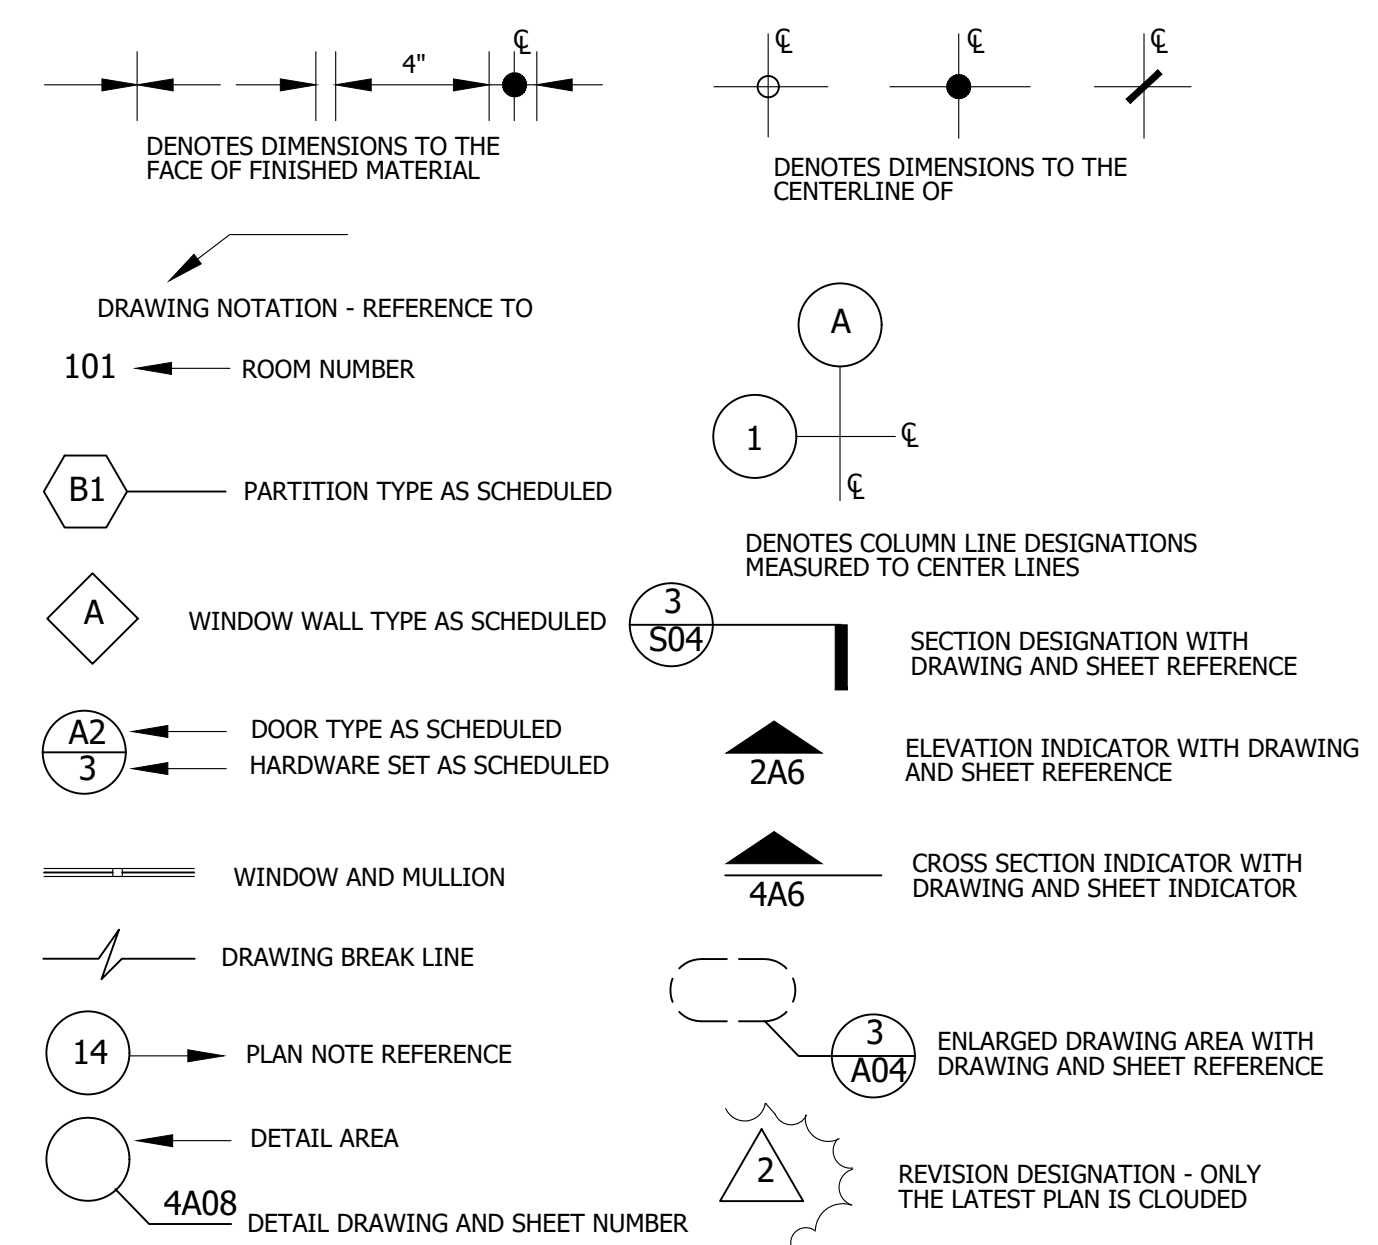 ℄
4"
DENOTES DIMENSIONS TO THE
FACE OF FINISHED MATERIAL
℄
℄
℄
DENOTES DIMENSIONS TO THE
CENTERLINE OF
DRAWING NOTATION - REFERENCE TO
101
ROOM NUMBER
B1
PARTITION TYPE AS SCHEDULED
A
WINDOW WALL TYPE AS SCHEDULED
A2
DOOR TYPE AS SCHEDULED
3
HARDWARE SET AS SCHEDULED
WINDOW AND MULLION
DRAWING BREAK LINE
14
PLAN NOTE REFERENCE
DETAIL AREA
4A08
DETAIL DRAWING AND SHEET NUMBER
A
1
℄
℄
DENOTES COLUMN LINE DESIGNATIONS
MEASURED TO CENTER LINES
3
S04
SECTION DESIGNATION WITH
DRAWING AND SHEET REFERENCE
2A6
ELEVATION INDICATOR WITH DRAWING
AND SHEET REFERENCE
4A6
CROSS SECTION INDICATOR WITH
DRAWING AND SHEET INDICATOR
3
A04
ENLARGED DRAWING AREA WITH
DRAWING AND SHEET REFERENCE
2
REVISION DESIGNATION - ONLY
THE LATEST PLAN IS CLOUDED